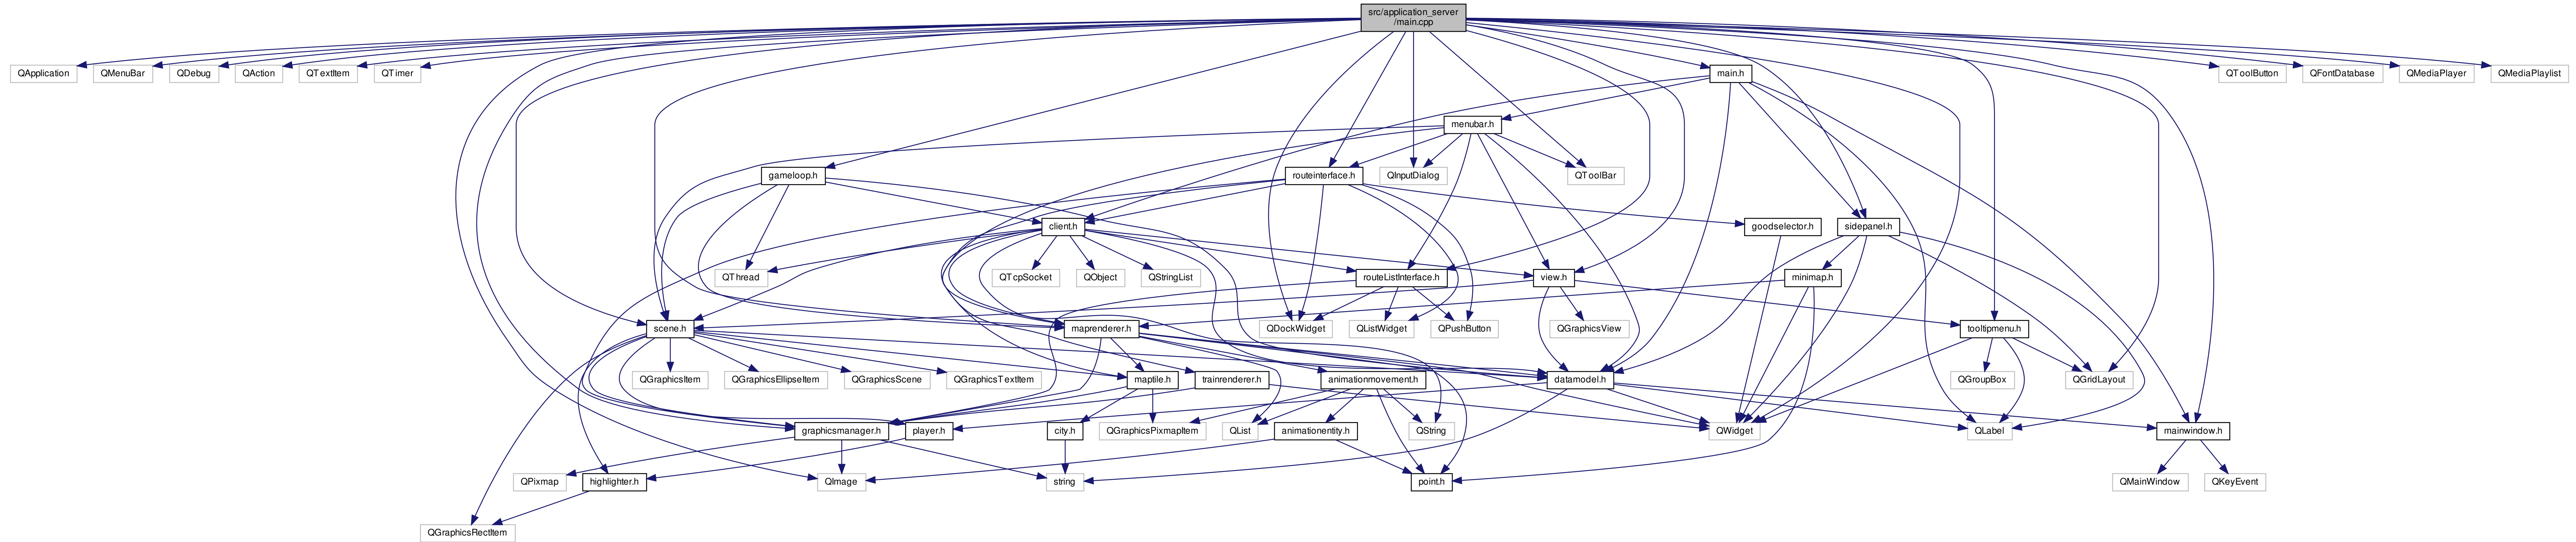 src/application_server
/main.cpp
QApplication
QMenuBar
QDebug
QAction
QTextItem
QTimer
main.h
QToolButton
QFontDatabase
QMediaPlayer
QMediaPlaylist
menubar.h
gameloop.h
routeinterface.h
QInputDialog
QToolBar
client.h
goodselector.h
sidepanel.h
QThread
QTcpSocket
QObject
QStringList
routeListInterface.h
view.h
minimap.h
scene.h
maprenderer.h
QDockWidget
QListWidget
QPushButton
QGraphicsView
tooltipmenu.h
QGraphicsItem
QGraphicsEllipseItem
QGraphicsScene
QGraphicsTextItem
maptile.h
trainrenderer.h
animationmovement.h
datamodel.h
QGroupBox
QGridLayout
graphicsmanager.h
player.h
city.h
QGraphicsPixmapItem
QList
animationentity.h
QString
QWidget
QLabel
mainwindow.h
QPixmap
highlighter.h
QImage
string
point.h
QMainWindow
QKeyEvent
QGraphicsRectItem